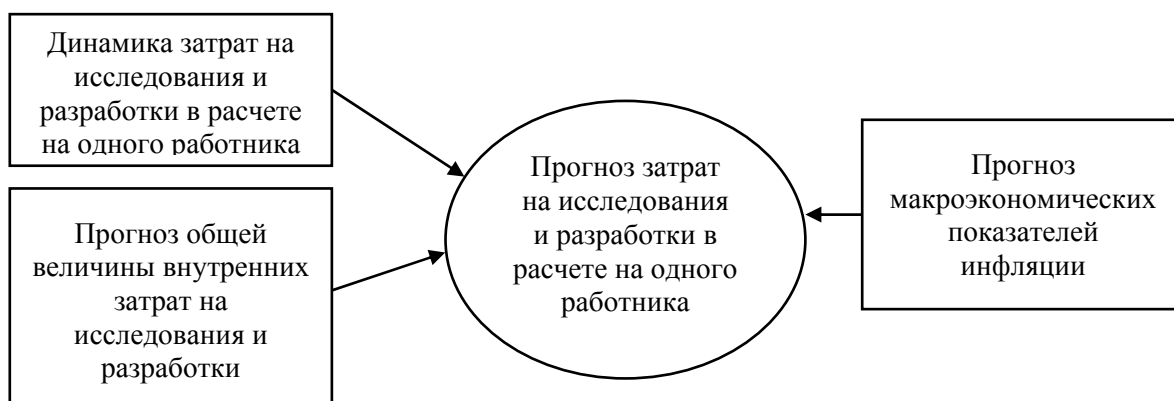 Динамика затрат на
исследования и
разработки в расчете
на одного работника
Прогноз общей
величины внутренних
затрат на
исследования и
разработки
Прогноз затрат
на исследования
и разработки в
расчете на одного
работника
Прогноз
макроэкономических
показателей
инфляции